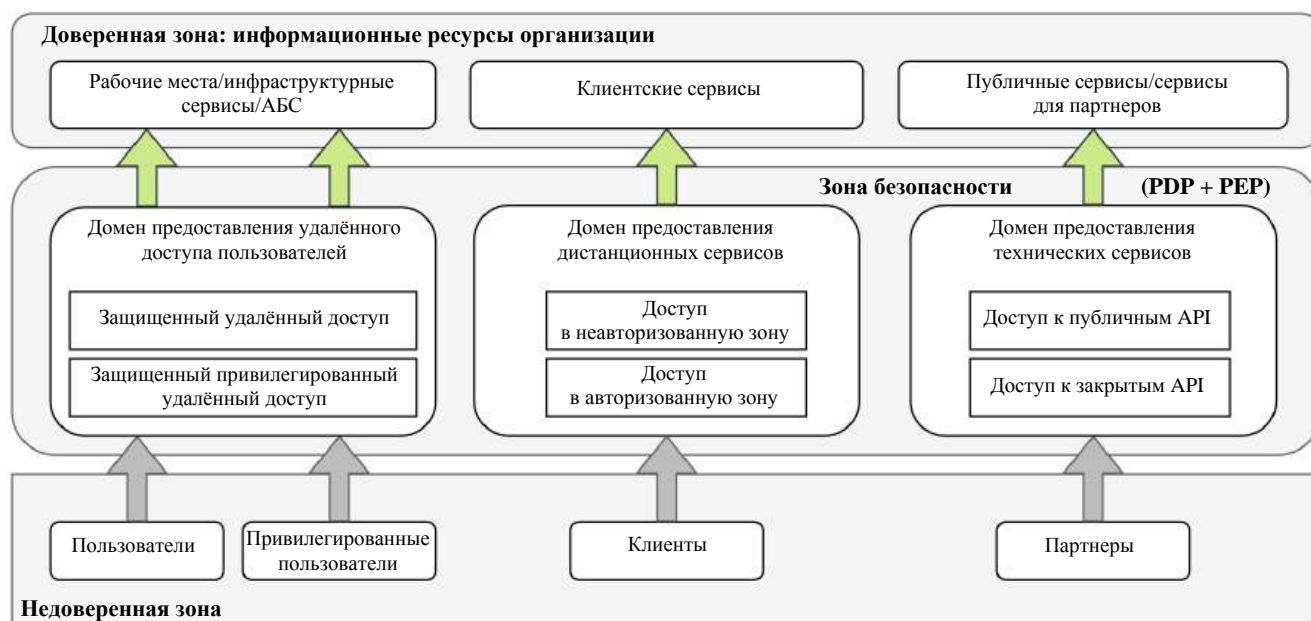 Доверенная зона: информационные ресурсы организации
Рабочие места/инфраструктурные
сервисы/АБС
Клиентские сервисы
Публичные сервисы/сервисы
для партнеров
Зона безопасности (PDP + PEP)
Домен предоставления удалённого
доступа пользователей
Защищенный удалённый доступ
Защищенный привилегированный
удалённый доступ
Домен предоставления
дистанционных сервисов
Доступ
в неавторизованную зону
Доступ
в авторизованную зону
Домен предоставления
технических сервисов
Доступ к публичным API
Доступ к закрытым API
Пользователи
Привилегированные
пользователи
Клиенты
Партнеры
Недоверенная зона